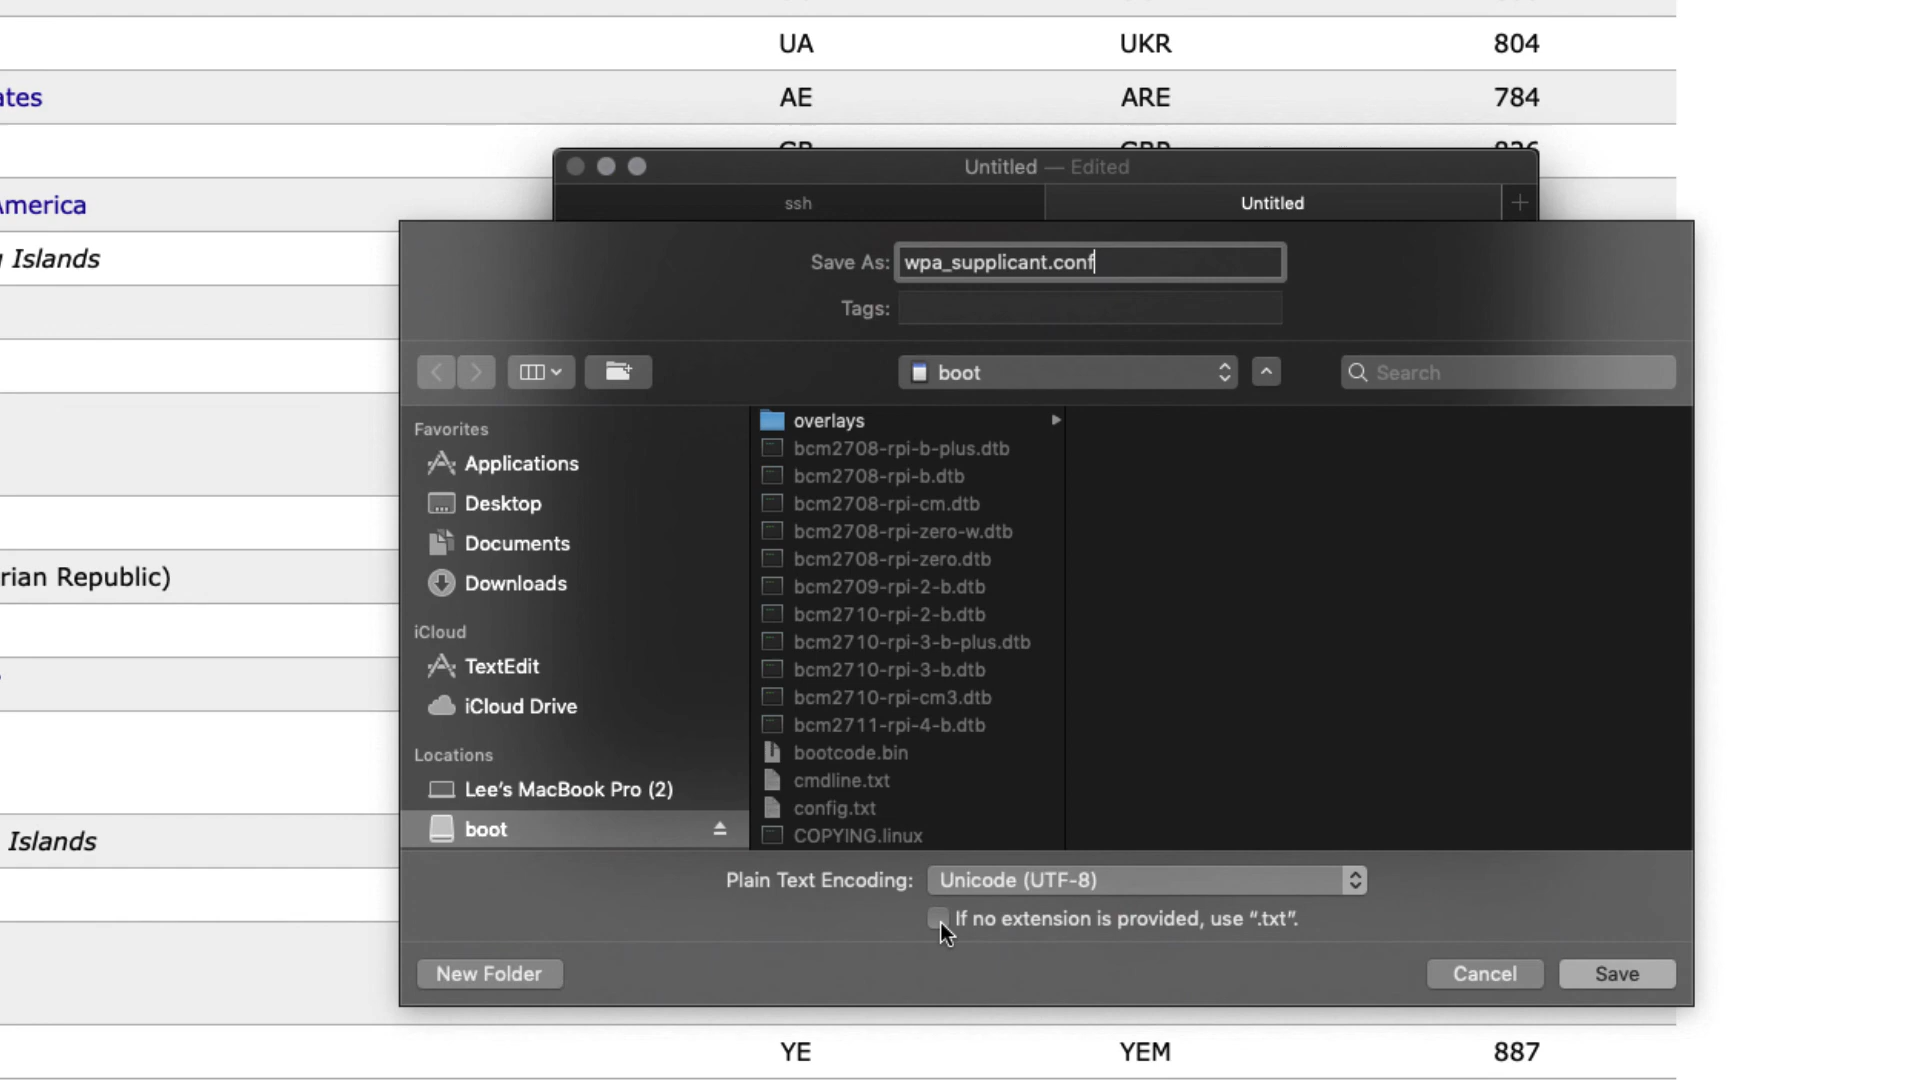 UA UKR 804
ates AE ARE 784
Untitled — Edited
America
ssh Untitled +
Islands
Save As: wpa_supplicant.conf
Tags:
boot
Search
Favorites
Applications
Desktop
Documents
Downloads
iCloud
TextEdit
iCloud Drive
Locations
Lee's MacBook Pro (2)
boot
overlays
bcm2708-rpi-b-plus.dtb
bcm2708-rpi-b.dtb
bcm2708-rpi-cm.dtb
bcm2708-rpi-zero-w.dtb
bcm2708-rpi-zero.dtb
bcm2709-rpi-2-b.dtb
bcm2710-rpi-2-b.dtb
bcm2710-rpi-3-b-plus.dtb
bcm2710-rpi-3-b.dtb
bcm2710-rpi-cm3.dtb
bcm2711-rpi-4-b.dtb
bootcode.bin
cmdline.txt
config.txt
COPYING.linux
rian Republic)
Islands
Plain Text Encoding: Unicode (UTF-8)
If no extension is provided, use “.txt”.
New Folder Cancel Save
YE YEM 887